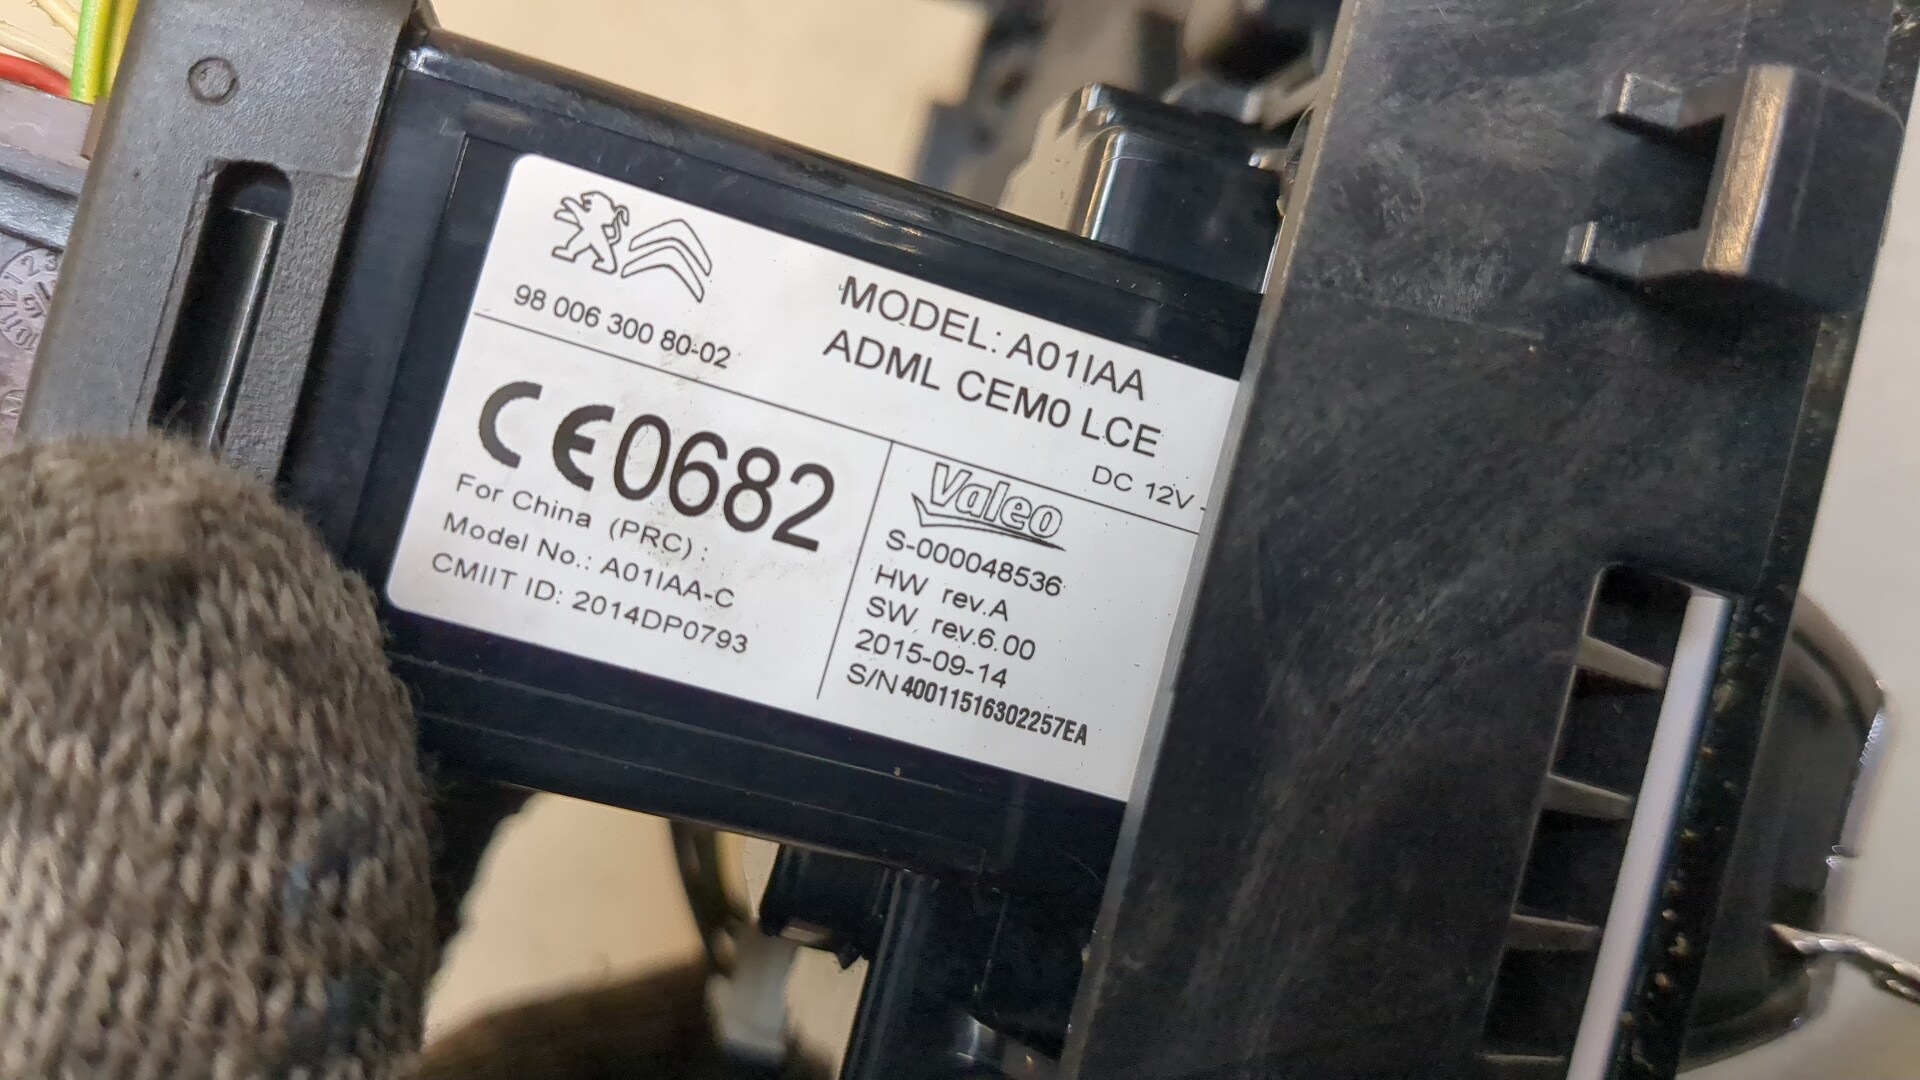 98 006 300 80-02
MODEL: A01IAA
ADML CEM0 LCE
DC 12V
CE0682
For China (PRC) :
Model No.: A01IAA-C
CMIIT ID: 2014DP0793
Valeo
S-000048536
HW rev.A
SW rev.6.00
2015-09-14
S/N 40011516302257EA